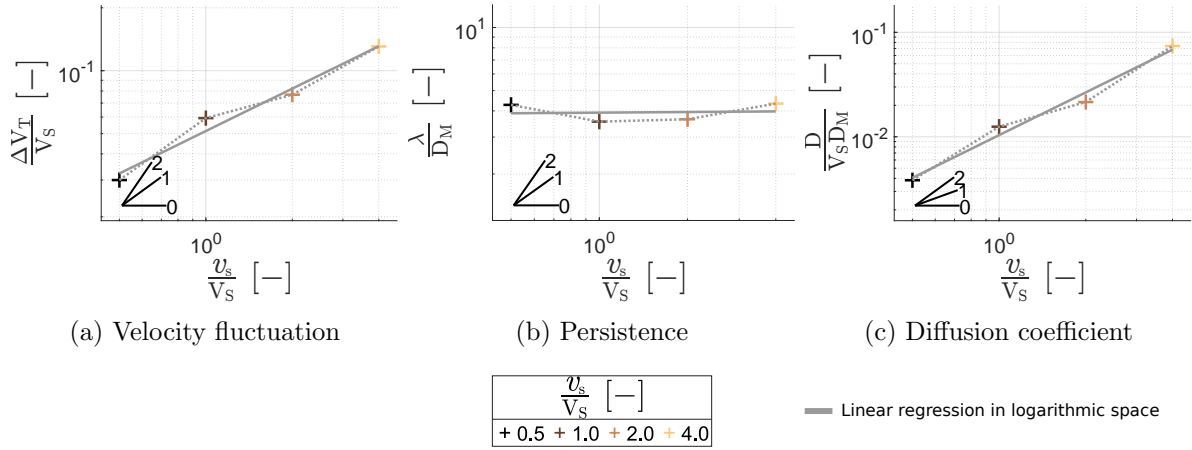 ΔV_T/V_S [−]
10^-1
2
1
0
10^0
v_s/V_S [−]
(a) Velocity fluctuation
λ/D_M [−]
10^1
2
1
0
10^0
v_s/V_S [−]
(b) Persistence
D/V_SD_M [−]
10^-1
10^-2
2
1
0
10^0
v_s/V_S [−]
(c) Diffusion coefficient
v_s/V_S [−]
+ 0.5 + 1.0 + 2.0 + 4.0
Linear regression in logarithmic space